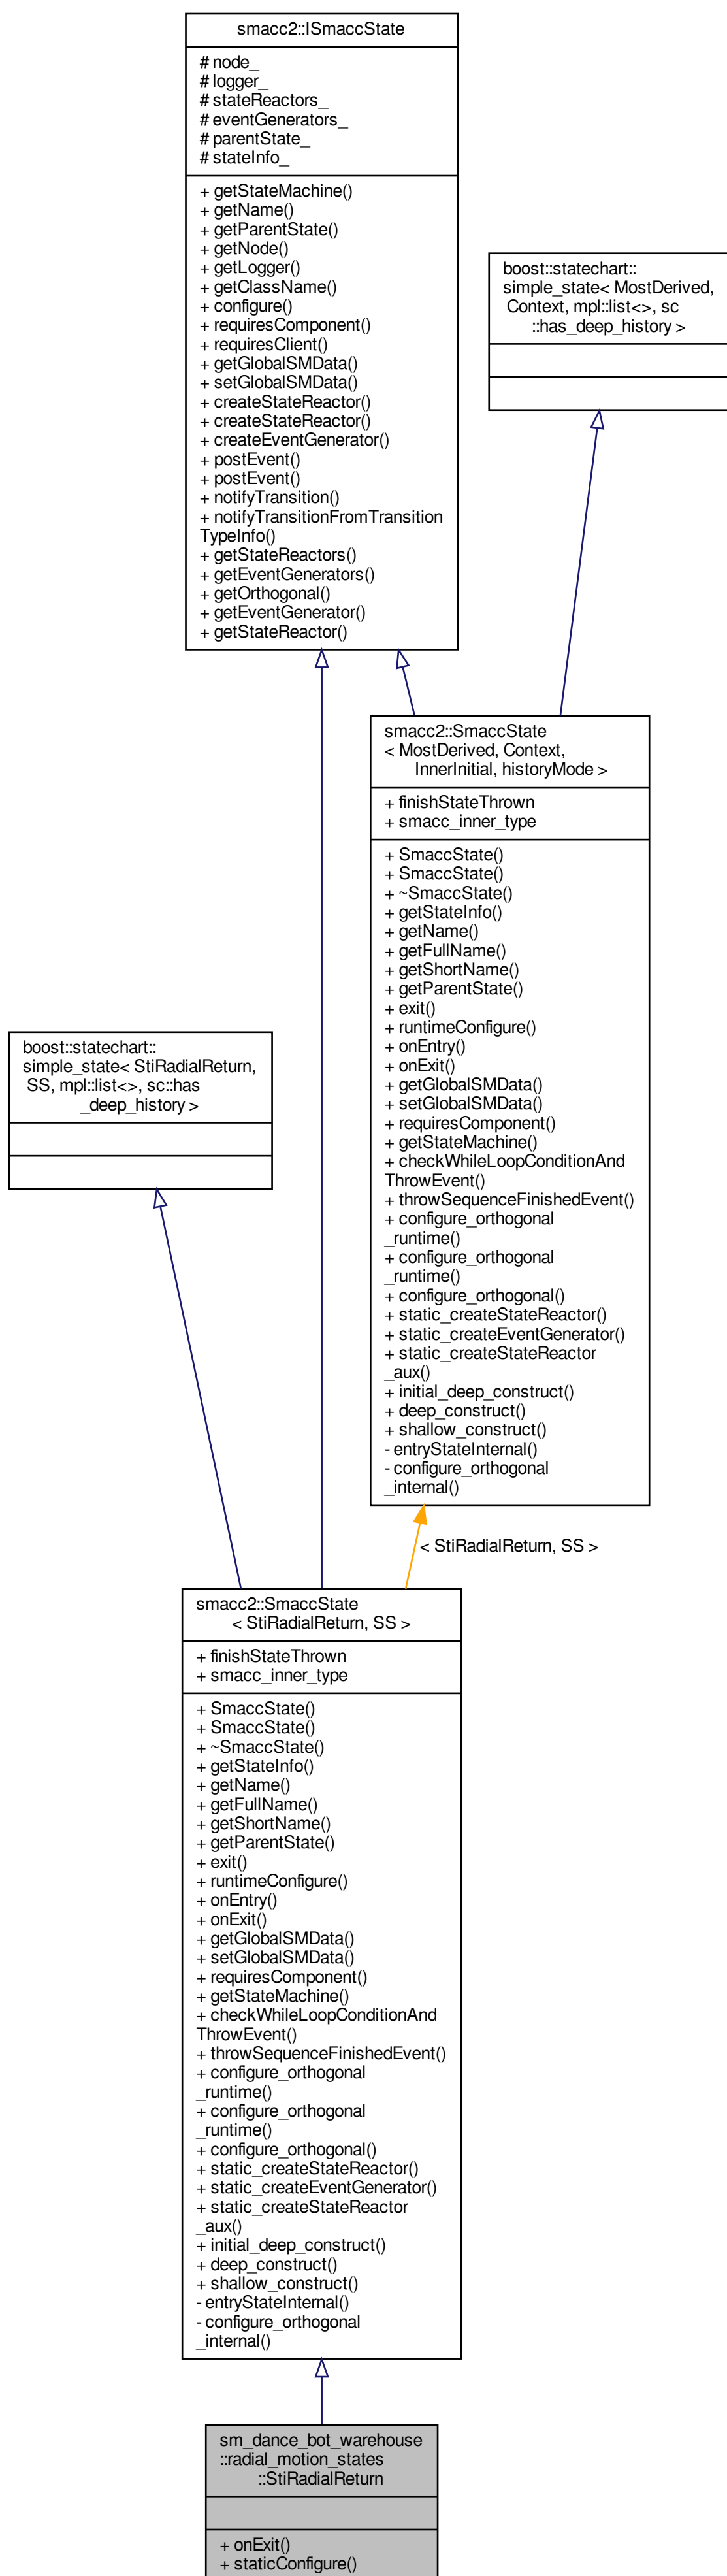 smacc2::ISmaccState
# node_
# logger_
# stateReactors_
# eventGenerators_
# parentState_
# stateInfo_
+ getStateMachine()
+ getName()
+ getParentState()
+ getNode()
+ getLogger()
+ getClassName()
+ configure()
+ requiresComponent()
+ requiresClient()
+ getGlobalSMData()
+ setGlobalSMData()
+ createStateReactor()
+ createStateReactor()
+ createEventGenerator()
+ postEvent()
+ postEvent()
+ notifyTransition()
+ notifyTransitionFromTransition
TypeInfo()
+ getStateReactors()
+ getEventGenerators()
+ getOrthogonal()
+ getEventGenerator()
+ getStateReactor()
boost::statechart::
simple_state< MostDerived,
Context, mpl::list<>, sc
::has_deep_history >
smacc2::SmaccState
< MostDerived, Context,
InnerInitial, historyMode >
+ finishStateThrown
+ smacc_inner_type
+ SmaccState()
+ SmaccState()
+ ~SmaccState()
+ getStateInfo()
+ getName()
+ getFullName()
+ getShortName()
+ getParentState()
+ exit()
+ runtimeConfigure()
+ onEntry()
+ onExit()
+ getGlobalSMData()
+ setGlobalSMData()
+ requiresComponent()
+ getStateMachine()
+ checkWhileLoopConditionAnd
ThrowEvent()
+ throwSequenceFinishedEvent()
+ configure_orthogonal
_runtime()
+ configure_orthogonal
_runtime()
+ configure_orthogonal()
+ static_createStateReactor()
+ static_createEventGenerator()
+ static_createStateReactor
_aux()
+ initial_deep_construct()
+ deep_construct()
+ shallow_construct()
- entryStateInternal()
- configure_orthogonal
_internal()
boost::statechart::
simple_state< StiRadialReturn,
SS, mpl::list<>, sc::has
_deep_history >
< StiRadialReturn, SS >
smacc2::SmaccState
< StiRadialReturn, SS >
+ finishStateThrown
+ smacc_inner_type
+ SmaccState()
+ SmaccState()
+ ~SmaccState()
+ getStateInfo()
+ getName()
+ getFullName()
+ getShortName()
+ getParentState()
+ exit()
+ runtimeConfigure()
+ onEntry()
+ onExit()
+ getGlobalSMData()
+ setGlobalSMData()
+ requiresComponent()
+ getStateMachine()
+ checkWhileLoopConditionAnd
ThrowEvent()
+ throwSequenceFinishedEvent()
+ configure_orthogonal
_runtime()
+ configure_orthogonal
_runtime()
+ configure_orthogonal()
+ static_createStateReactor()
+ static_createEventGenerator()
+ static_createStateReactor
_aux()
+ initial_deep_construct()
+ deep_construct()
+ shallow_construct()
- entryStateInternal()
- configure_orthogonal
_internal()
sm_dance_bot_warehouse
::radial_motion_states
::StiRadialReturn
+ onExit()
+ staticConfigure()